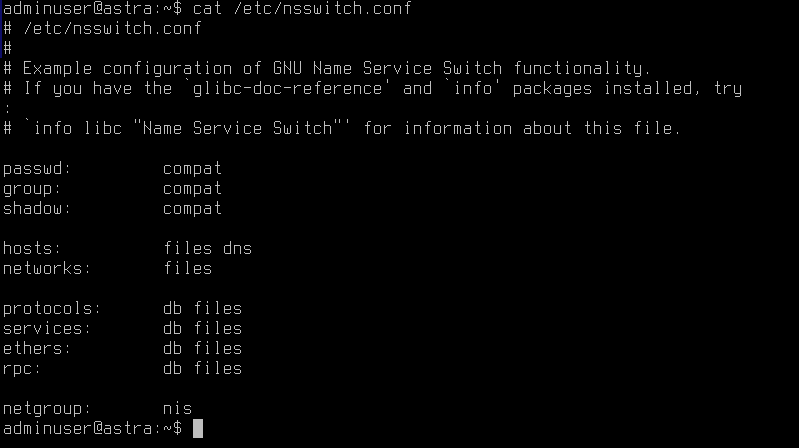 adminuser@astra:~$ cat /etc/nsswitch.conf
# /etc/nsswitch.conf
#
# Example configuration of GNU Name Service Switch functionality.
# If you have the `glibc-doc-reference' and `info' packages installed, try
:
# `info libc "Name Service Switch"' for information about this file.

passwd:         compat
group:          compat
shadow:         compat

hosts:          files dns
networks:       files

protocols:      db files
services:       db files
ethers:         db files
rpc:            db files

netgroup:       nis
adminuser@astra:~$